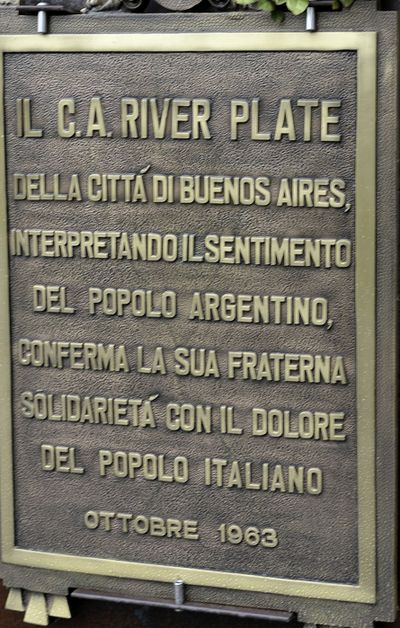 IL C.A. RIVER PLATE
DELLA CITTÁ DI BUENOS AIRES,
INTERPRETANDO IL SENTIMENTO
DEL POPOLO ARGENTINO,
CONFERMA LA SUA FRATERNA
SOLIDARIETÁ CON IL DOLORE
DEL POPOLO ITALIANO
OTTOBRE 1963